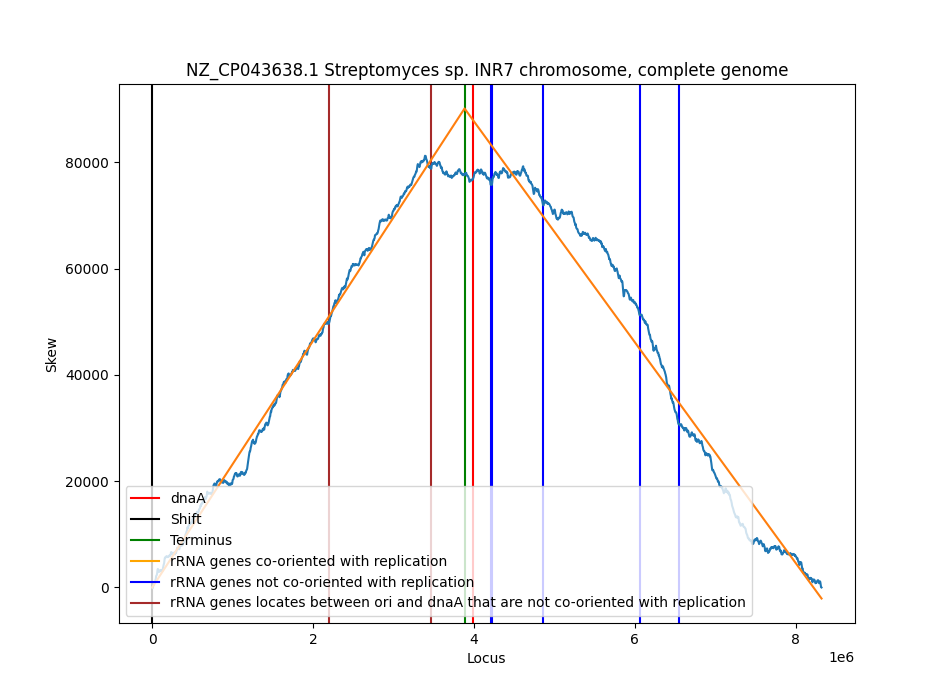 NZ_CP043638.1 Streptomyces sp. INR7 chromosome, complete genome
Skew
80000
60000
40000
20000
0
dnaA
Shift
Terminus
rRNA genes co-oriented with replication
rRNA genes not co-oriented with replication
rRNA genes locates between ori and dnaA that are not co-oriented with replication
0 2 4 6 8
Locus
1e6